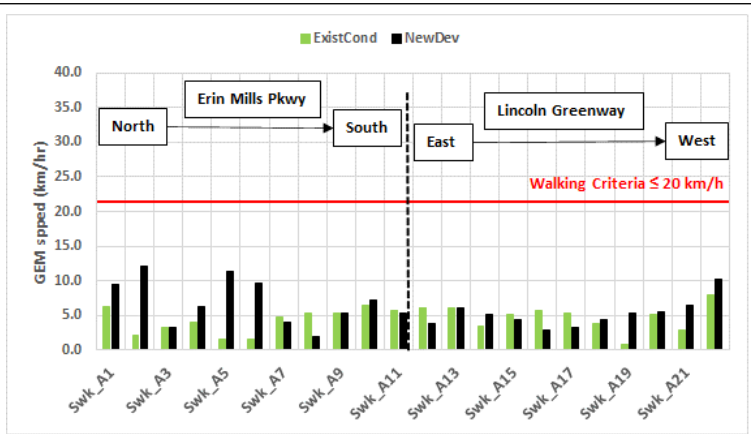 ExistCond NewDev
40.0
35.0
30.0
25.0
20.0
15.0
10.0
5.0
0.0
GEM spped (km/hr)
Erin Mills Pkwy
North
South
Lincoln Greenway
East
West
Walking Criteria ≤ 20 km/h
Swk_A1
Swk_A3
Swk_A5
Swk_A7
Swk_A9
Swk_A11
Swk_A13
Swk_A15
Swk_A17
Swk_A19
Swk_A21